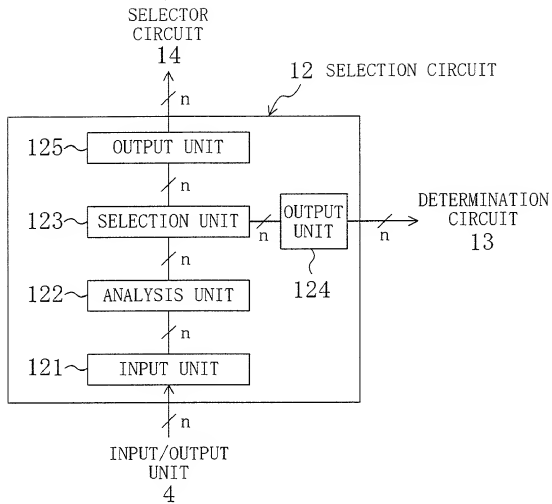 SELECTOR
CIRCUIT
14
n
12 SELECTION CIRCUIT
125
OUTPUT UNIT
n
123
SELECTION UNIT
n
OUTPUT
UNIT
n
DETERMINATION
CIRCUIT
13
124
n
122
ANALYSIS UNIT
n
121
INPUT UNIT
n
INPUT/OUTPUT
UNIT
4